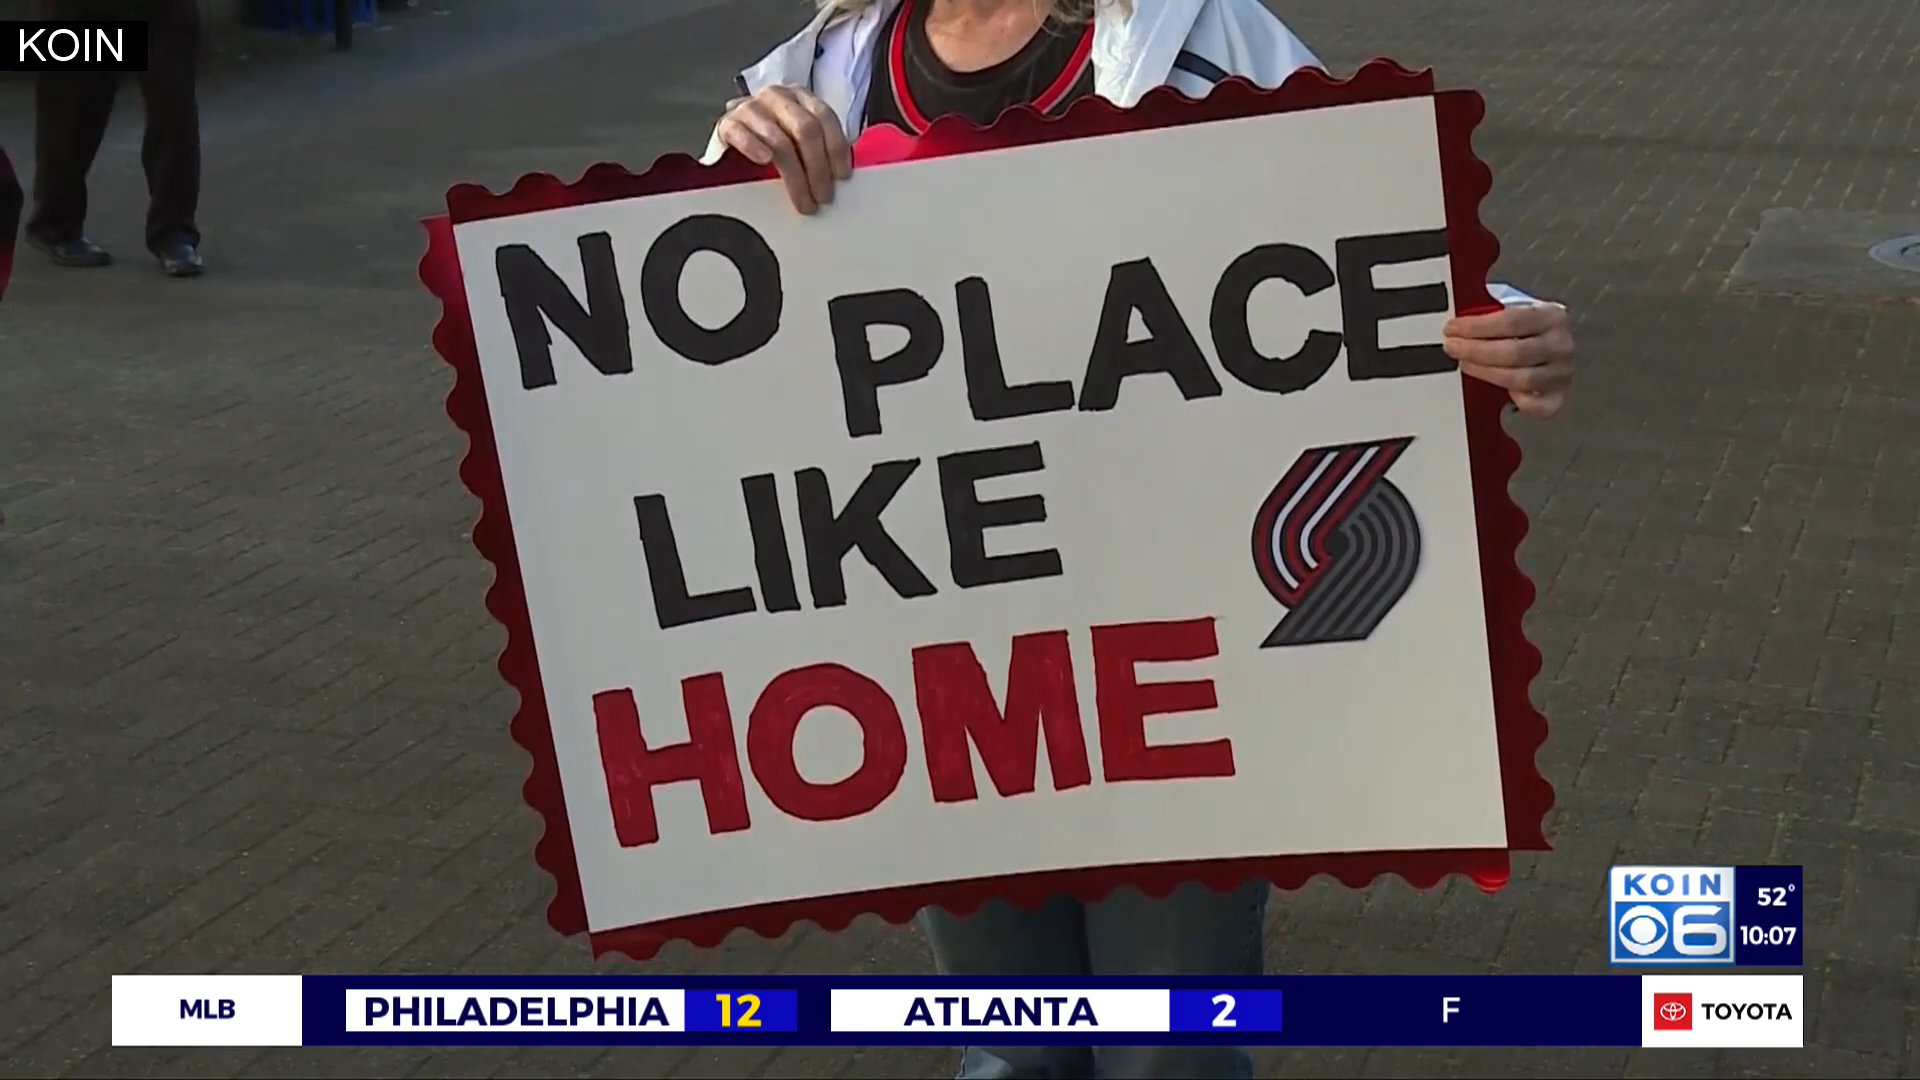 KOIN
NO PLACE
LIKE
HOME
KOIN
6
52°
10:07
MLB PHILADELPHIA 12 ATLANTA 2 F TOYOTA